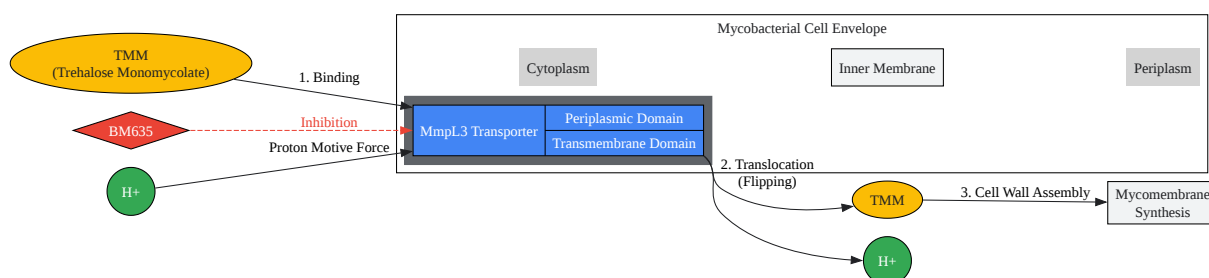 Mycobacterial Cell Envelope
TMM
(Trehalose Monomycolate)
1. Binding
Cytoplasm
Inner Membrane
Periplasm
BM635
Inhibition
MmpL3 Transporter
Periplasmic Domain
Transmembrane Domain
Proton Motive Force
H+
2. Translocation
(Flipping)
TMM
3. Cell Wall Assembly
Mycomembrane
Synthesis
H+